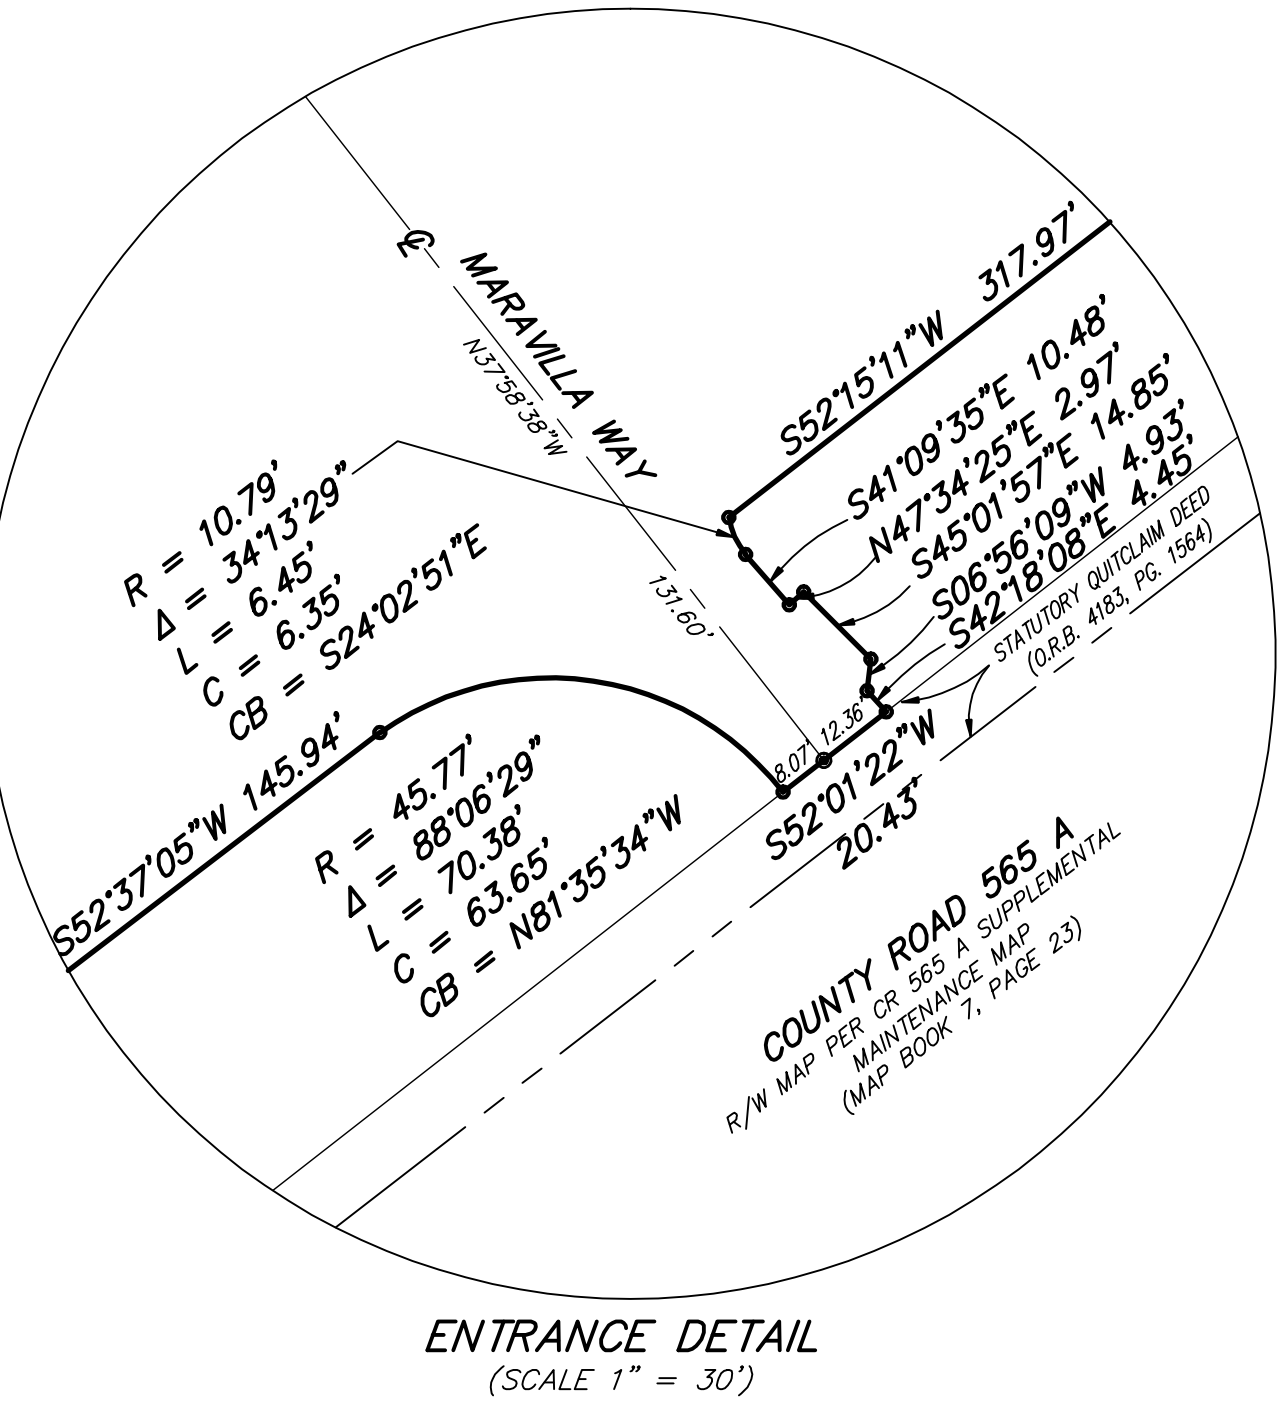 ℄ MARAVILLA WAY
N37°58'38"W
131.60'
S52°15'11"W 317.97'
S41°09'35"E 10.48'
N47°34'25"E 2.97'
S45°01'57"E 14.85'
S06°56'09"W 4.93'
S42°18'08"E 4.45'
STATUTORY QUITCLAIM DEED
(O.R.B. 4183, PG. 1564)
R = 10.79'
Δ = 34°13'29"
L = 6.45'
C = 6.35'
CB = S24°02'51"E
S52°37'05"W 145.94'
R = 45.77'
Δ = 88°06'29"
L = 70.38'
C = 63.65'
CB = N81°35'34"W
8.07' 12.36'
S52°01'22"W
20.43'
COUNTY ROAD 565 A
R/W MAP PER CR 565 A SUPPLEMENTAL
MAINTENANCE MAP
(MAP BOOK 7, PAGE 23)
ENTRANCE DETAIL
(SCALE 1" = 30')